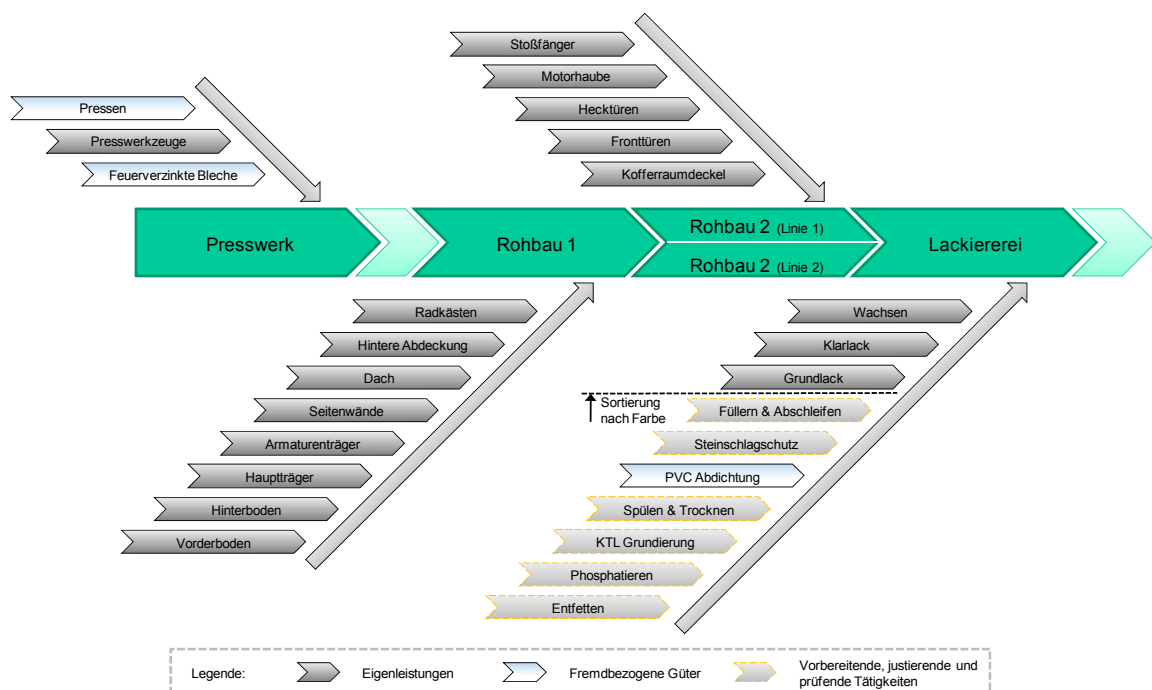 Stoßfänger
Motorhaube
Hecktüren
Fronttüren
Kofferraumdeckel
Pressen
Presswerkzeuge
Feuerverzinkte Bleche
Presswerk
Rohbau 1
Rohbau 2 (Linie 1)
Rohbau 2 (Linie 2)
Lackiererei
Radkästen
Hintere Abdeckung
Dach
Seitenwände
Armaturenträger
Hauptträger
Hinterboden
Vorderboden
Wachsen
Klarlack
Grundlack
Sortierung
nach Farbe
Füllern & Abschleifen
Steinschlagschutz
PVC Abdichtung
Spülen & Trocknen
KTL Grundierung
Phosphatieren
Entfetten
Legende:
Eigenleistungen
Fremdbezogene Güter
Vorbereitende, justierende und
prüfende Tätigkeiten